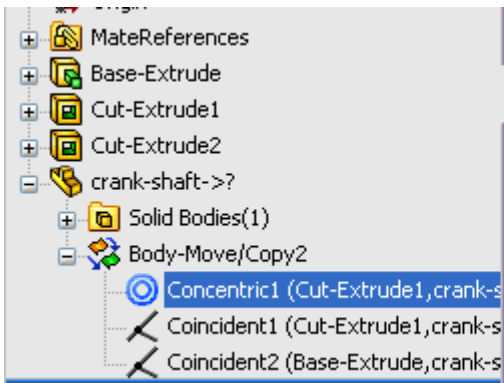 Origin
MateReferences
Base-Extrude
Cut-Extrude1
Cut-Extrude2
crank-shaft->?
Solid Bodies(1)
Body-Move/Copy2
Concentric1 (Cut-Extrude1,crank-s
Coincident1 (Cut-Extrude1,crank-s
Coincident2 (Base-Extrude,crank-s